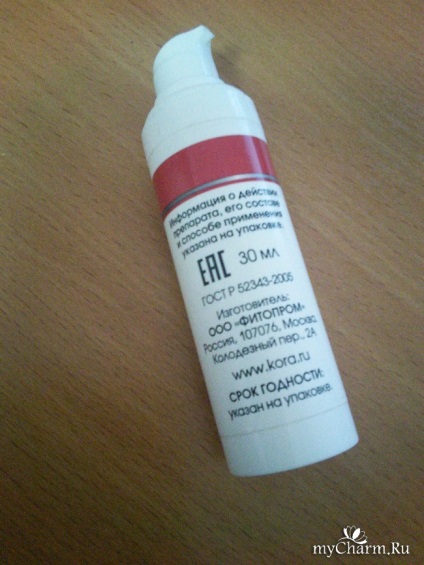 Информация о действии
препарата, его составе
и способе применения
указана на упаковке.
EAC 30 мл
ГОСТ Р 52343-2005
Изготовитель:
ООО «ФИТОПРОМ»
Россия, 107076, Москва,
Колодезный пер., 2А
www.kora.ru
СРОК ГОДНОСТИ:
указан на упаковке.
myCharm.Ru